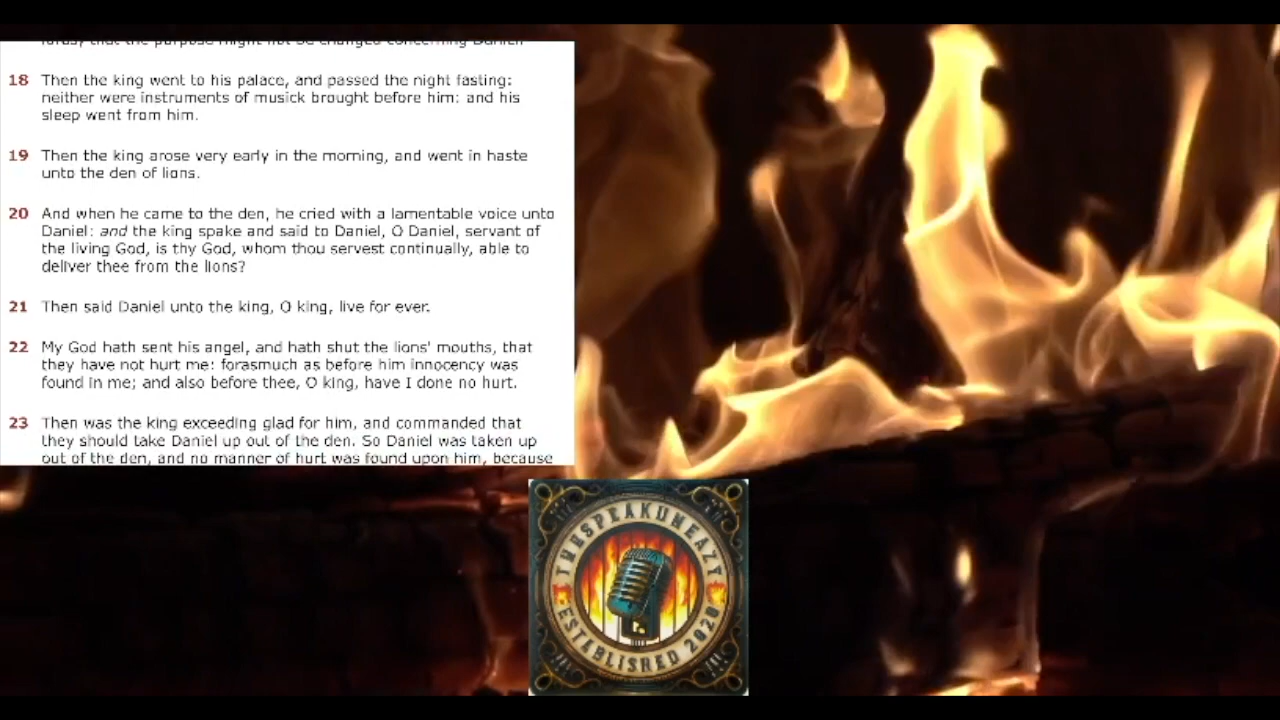 18 Then the king went to his palace, and passed the night fasting:
neither were instruments of musick brought before him: and his
sleep went from him.
19 Then the king arose very early in the morning, and went in haste
unto the den of lions.
20 And when he came to the den, he cried with a lamentable voice unto
Daniel: and the king spake and said to Daniel, O Daniel, servant of
the living God, is thy God, whom thou servest continually, able to
deliver thee from the lions?
21 Then said Daniel unto the king, O king, live for ever.
22 My God hath sent his angel, and hath shut the lions' mouths, that
they have not hurt me: forasmuch as before him innocency was
found in me; and also before thee, O king, have I done no hurt.
23 Then was the king exceeding glad for him, and commanded that
they should take Daniel up out of the den. So Daniel was taken up
out of the den, and no manner of hurt was found upon him, because
THESPEAKUNEAZY
ESTABLISHED 2020